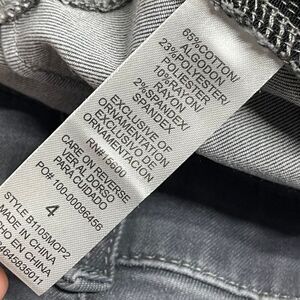 65%COTTON/
ALGODON
23%POLYESTER/
POLIESTER
10%RAYON/
RAYON
2%SPANDEX/
SPANDEX
EXCLUSIVE OF
ORNAMENTATION
EXCLUSIVO DE
ORNAMENTACION
RN#15600
CARE ON REVERSE
VER AL DORSO
PARA CUIDADO
PO# 100-00096456
4
STYLE B1105MOP2
MADE IN CHINA
HECHO EN CHINA